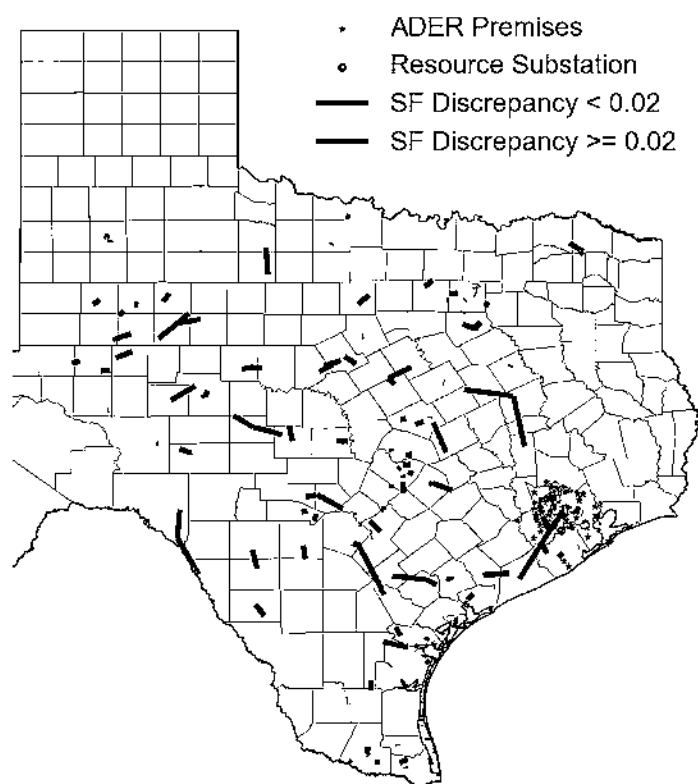 ADER Premises
Resource Substation
SF Discrepancy < 0.02
SF Discrepancy >= 0.02